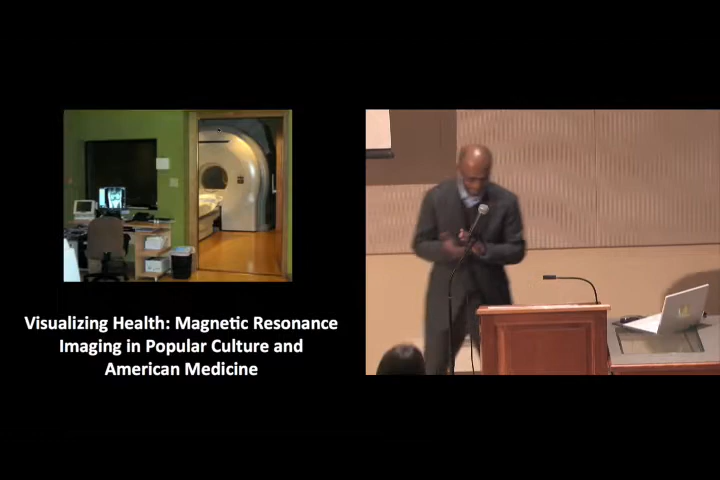 Visualizing Health: Magnetic Resonance
Imaging in Popular Culture and
American Medicine